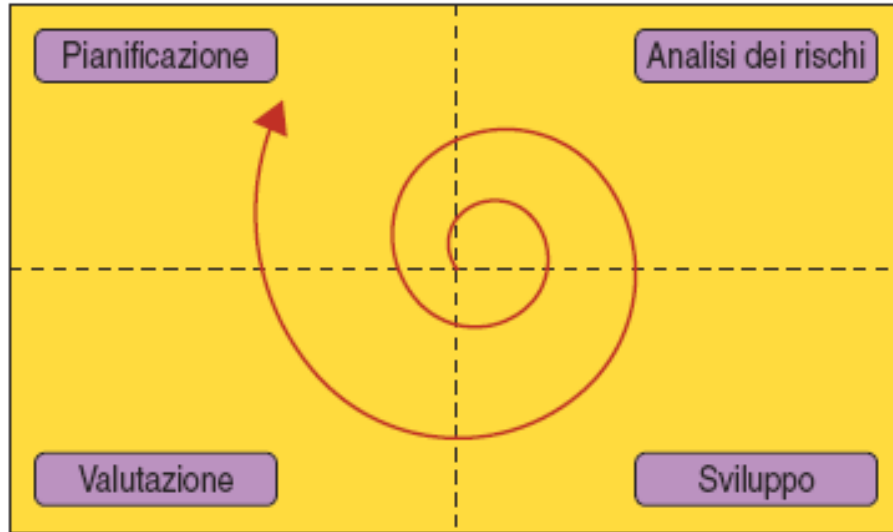 Pianificazione
Analisi dei rischi
Valutazione
Sviluppo